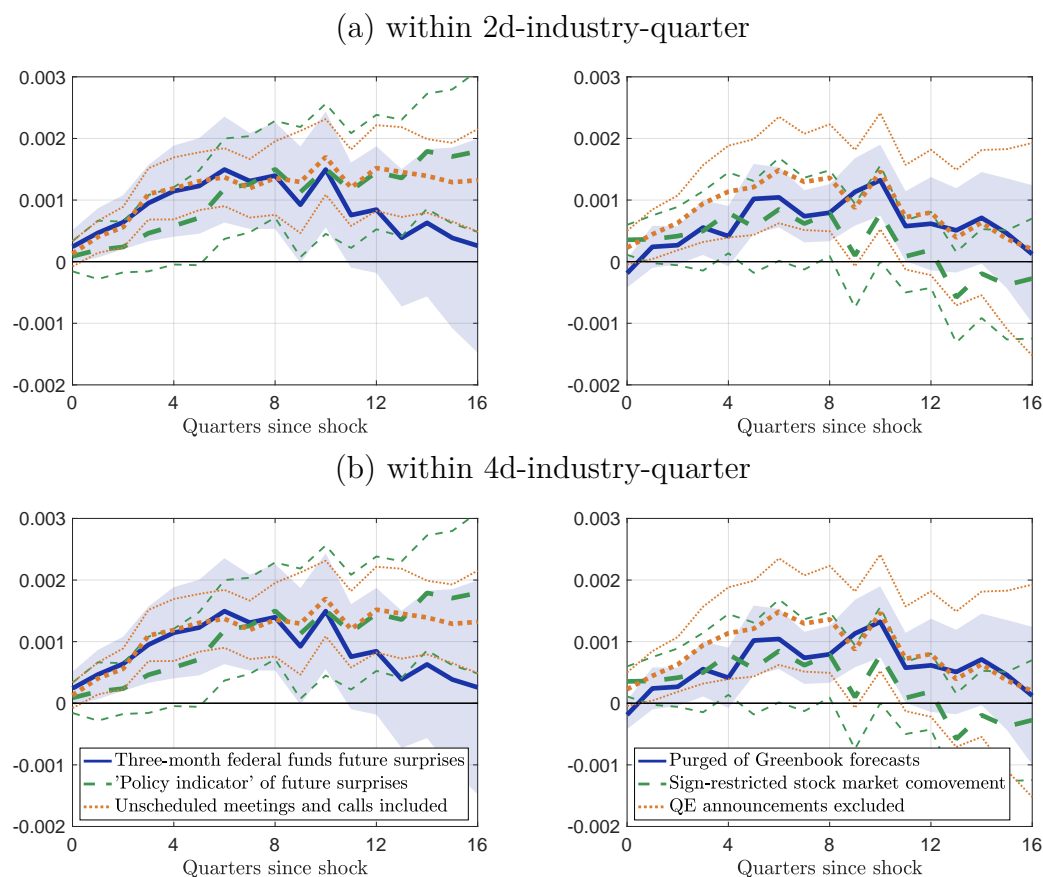 (a) within 2d-industry-quarter
0.003
0.002
0.001
0
-0.001
-0.002
0 4 8 12 16
Quarters since shock
0.003
0.002
0.001
0
-0.001
-0.002
0 4 8 12 16
Quarters since shock
(b) within 4d-industry-quarter
0.003
0.002
0.001
0
-0.001
-0.002
Three-month federal funds future surprises
'Policy indicator' of future surprises
Unscheduled meetings and calls included
0 4 8 12 16
Quarters since shock
0.003
0.002
0.001
0
-0.001
-0.002
Purged of Greenbook forecasts
Sign-restricted stock market comovement
QE announcements excluded
0 4 8 12 16
Quarters since shock